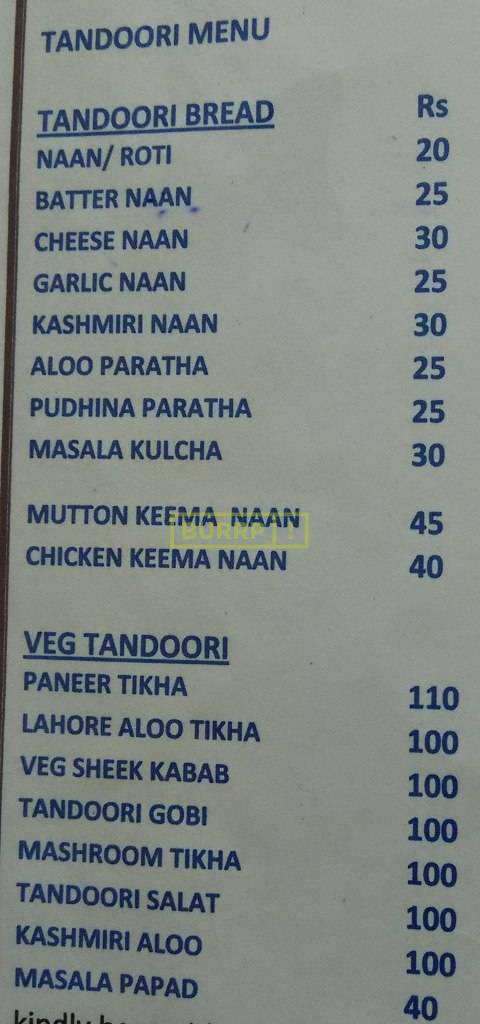 TANDOORI MENU
TANDOORI BREAD Rs
NAAN/ ROTI 20
BATTER NAAN 25
CHEESE NAAN 30
GARLIC NAAN 25
KASHMIRI NAAN 30
ALOO PARATHA 25
PUDHINA PARATHA 25
MASALA KULCHA 30
MUTTON KEEMA NAAN 45
BURRP!
CHICKEN KEEMA NAAN 40
VEG TANDOORI
PANEER TIKHA 110
LAHORE ALOO TIKHA 100
VEG SHEEK KABAB 100
TANDOORI GOBI 100
MASHROOM TIKHA 100
TANDOORI SALAT 100
KASHMIRI ALOO 100
MASALA PAPAD 40
kindly